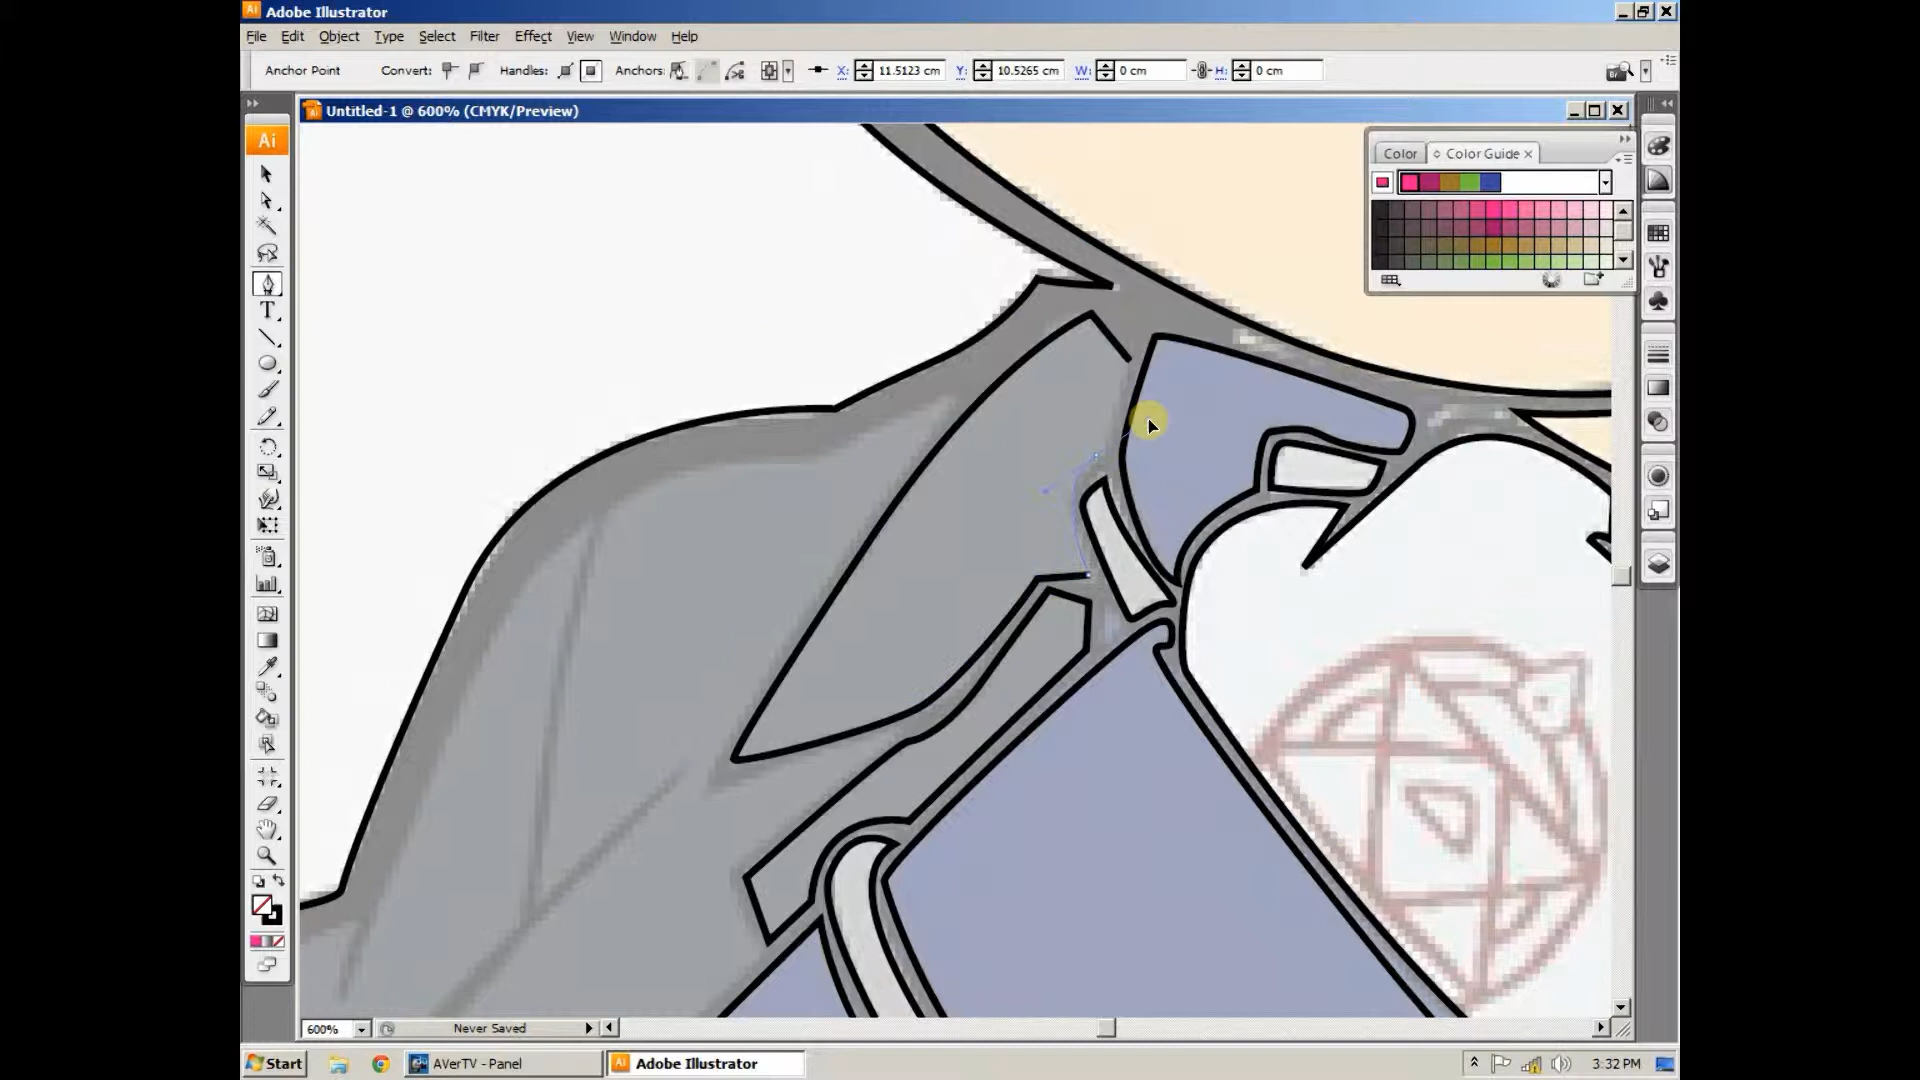 Ai Adobe Illustrator
File Edit Object Type Select Filter Effect View Window Help
Anchor Point Convert: Handles: Anchors: X: 11.5123 cm Y: 10.5265 cm W: 0 cm H: 0 cm
Untitled-1 @ 600% (CMYK/Preview)
Color Color Guide
Ai
T
600% Never Saved
Start AVerTV - Panel Ai Adobe Illustrator 3:32 PM